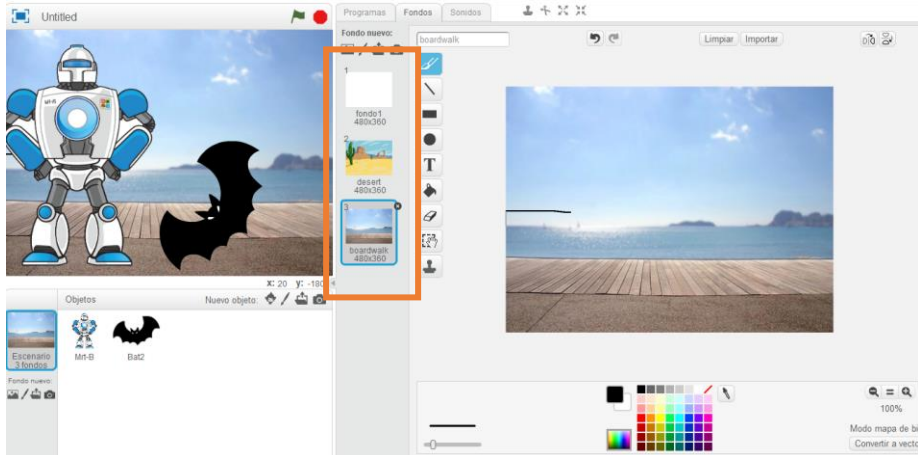 Untitled
Programas
Fondos
Sonidos
Fondo nuevo:
boardwalk
Limpiar
Importar
1
fondo1
480x360
2
desert
480x360
3
boardwalk
480x360
T
Mrt-B
x: 20 y: -180
Objetos
Nuevo objeto:
Escenario
3 fondos
Mrt-B
Bat2
Fondo nuevo:
100%
Modo mapa de bi
Convertir a vecto